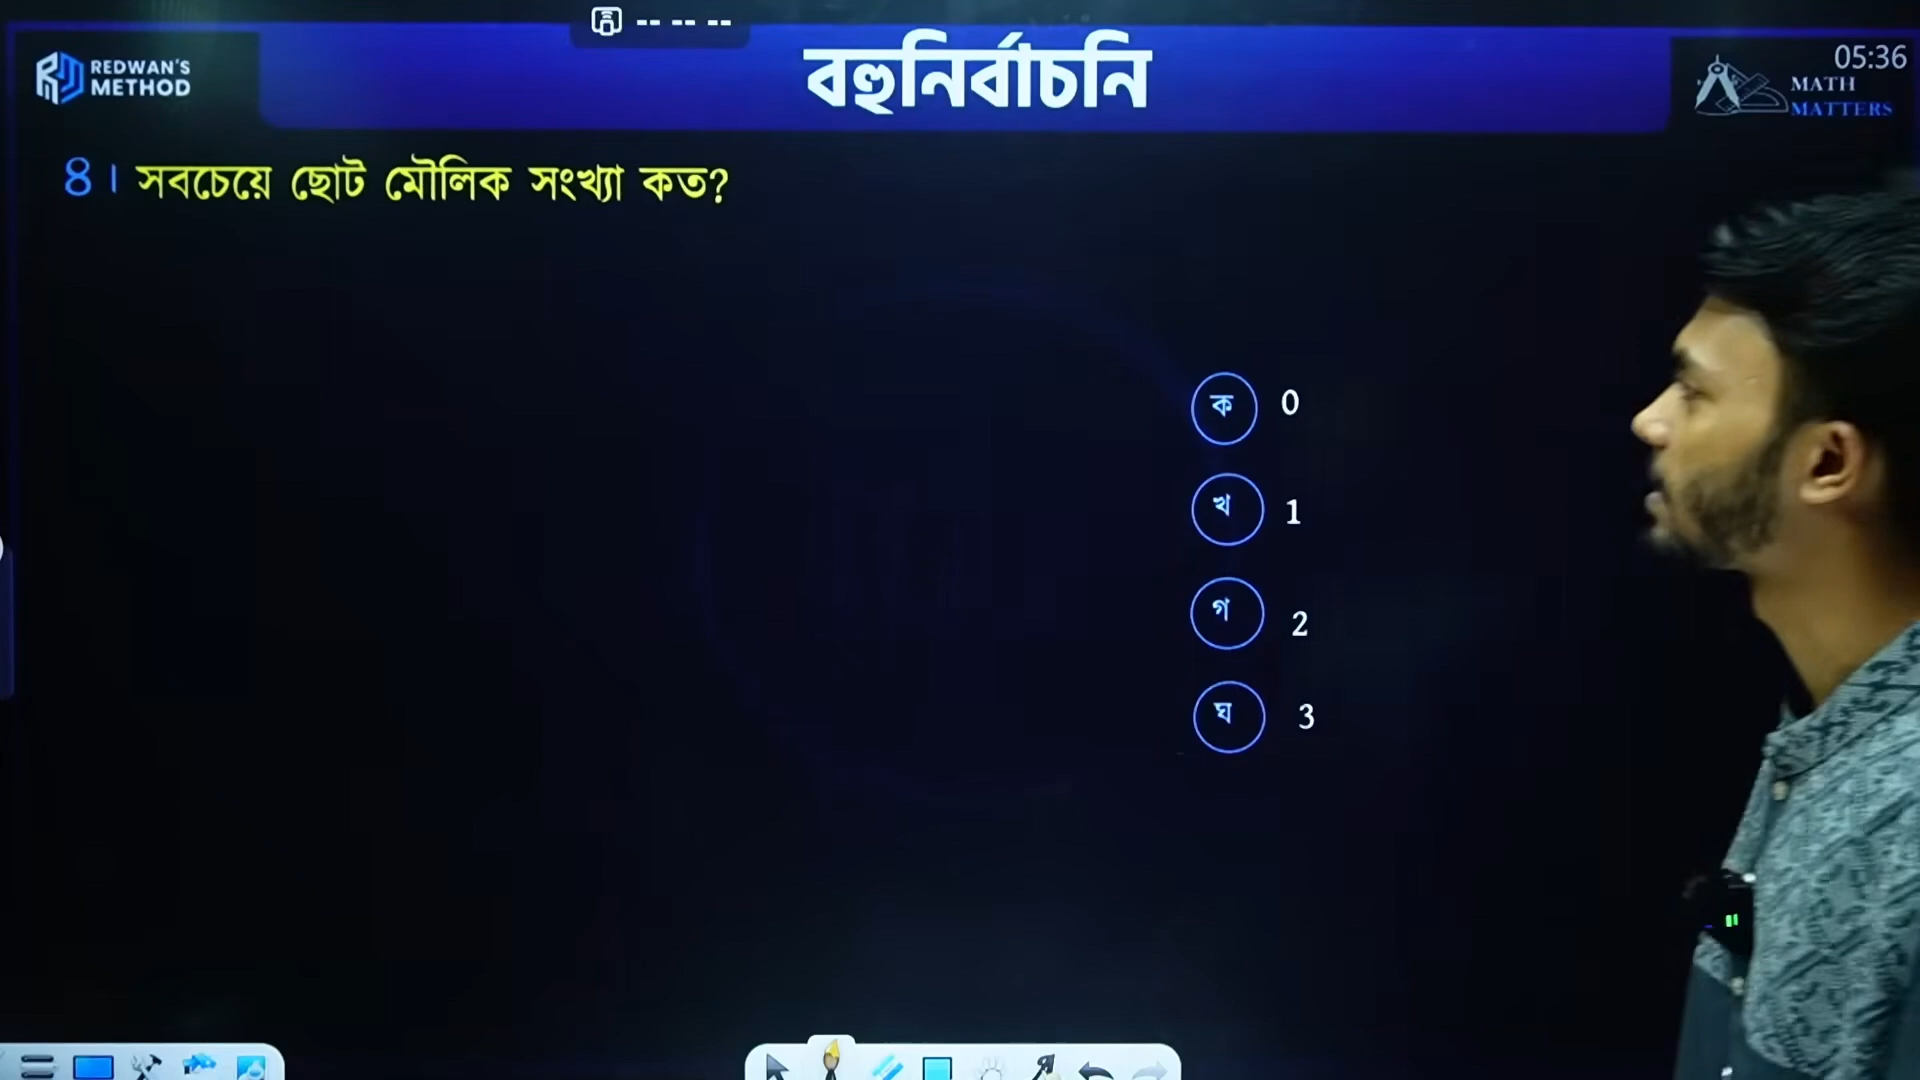 REDWAN'S
METHOD
-- -- --
বহুনির্বাচনি
05:36
MATH
MATTERS
৪। সবচেয়ে ছোট মৌলিক সংখ্যা কত?
ক 0
খ 1
গ 2
ঘ 3